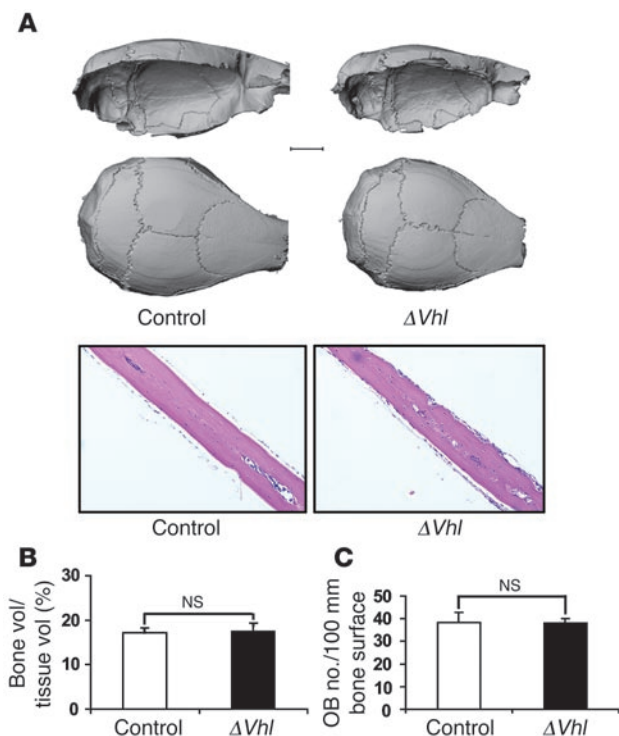 A
Control
ΔVhl
Control
ΔVhl
B
Bone vol/
tissue vol (%)
30
20
10
0
NS
Control
ΔVhl
C
OB no./100 mm
bone surface
50
40
30
20
10
0
NS
Control
ΔVhl